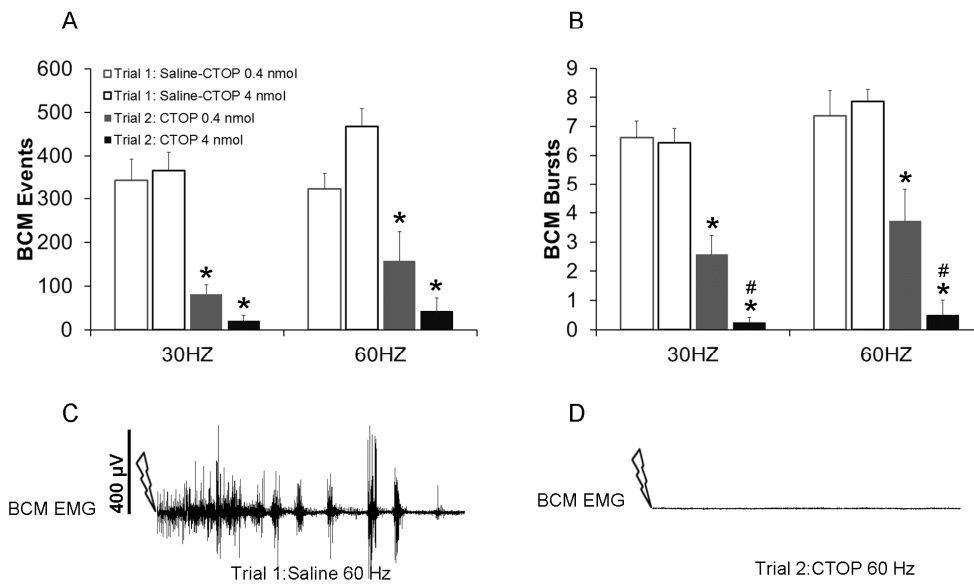 A
600
500
400
300
200
100
0
BCM Events
Trial 1: Saline-CTOP 0.4 nmol
Trial 1: Saline-CTOP 4 nmol
Trial 2: CTOP 0.4 nmol
Trial 2: CTOP 4 nmol
*
*
*
*
30HZ
60HZ
B
9
8
7
6
5
4
3
2
1
0
BCM Bursts
*
#
*
*
#
*
30HZ
60HZ
C
400 µV
BCM EMG
Trial 1:Saline 60 Hz
D
BCM EMG
Trial 2:CTOP 60 Hz